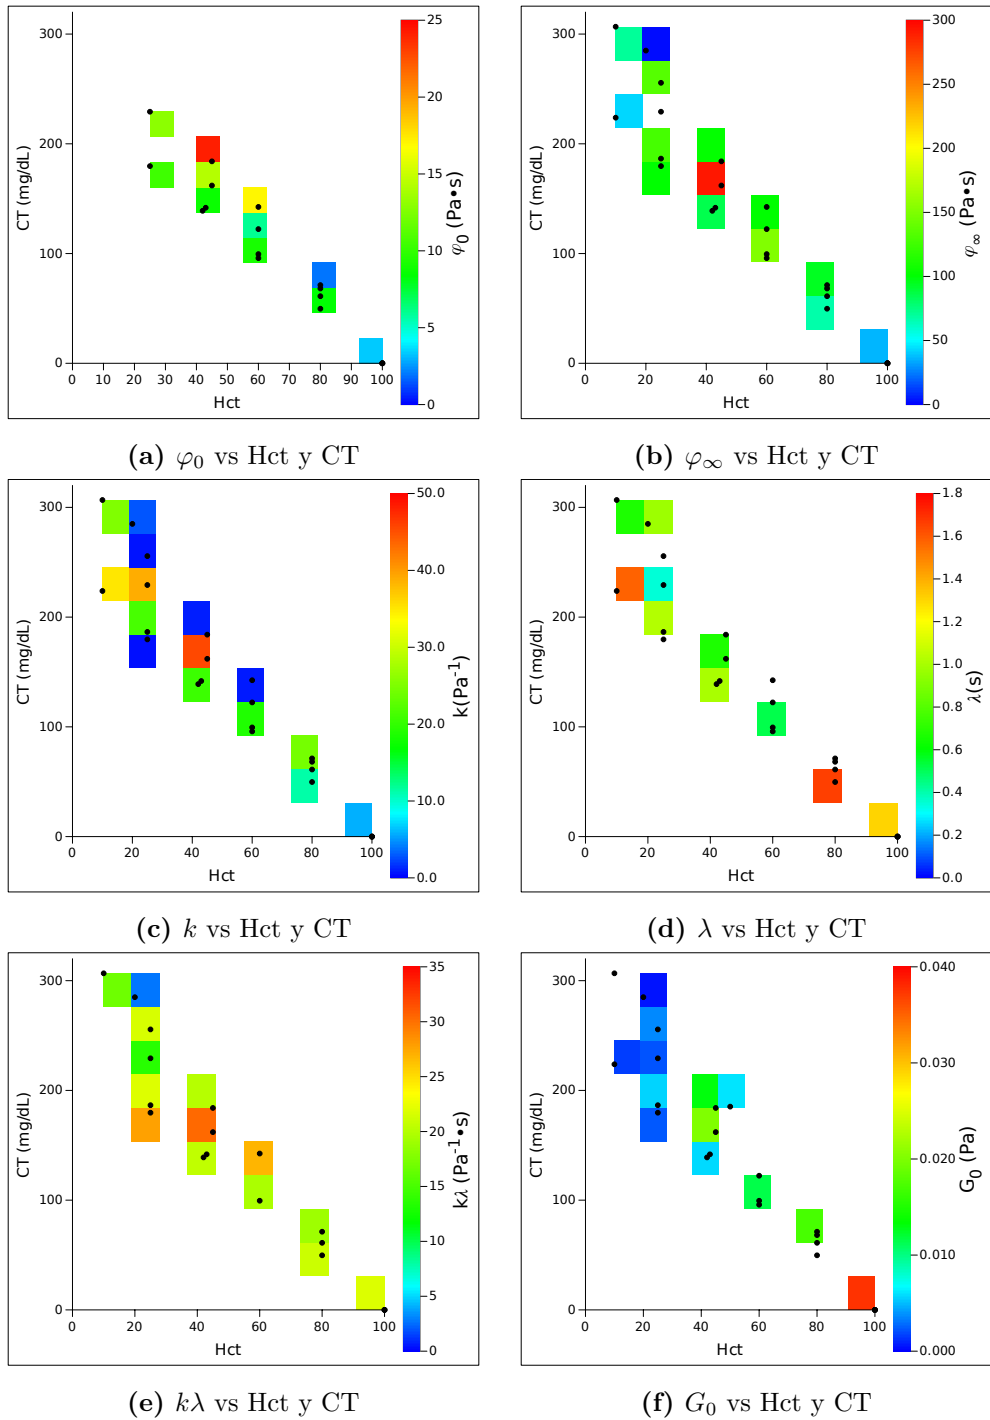 300
200
100
0
CT (mg/dL)
0 10 20 30 40 50 60 70 80 90 100
Hct
25
20
15
10
5
0
φ0 (Pa•s)
300
200
100
0
CT (mg/dL)
0 20 40 60 80 100
Hct
300
250
200
150
100
50
0
φ∞ (Pa•s)
(a) φ0 vs Hct y CT
(b) φ∞ vs Hct y CT
300
200
100
0
CT (mg/dL)
0 20 40 60 80 100
Hct
50.0
40.0
30.0
20.0
10.0
0.0
k(Pa⁻¹)
300
200
100
0
CT (mg/dL)
0 20 40 60 80 100
Hct
1.8
1.6
1.4
1.2
1.0
0.8
0.6
0.4
0.2
0.0
λ(s)
(c) k vs Hct y CT
(d) λ vs Hct y CT
300
200
100
0
CT (mg/dL)
0 20 40 60 80 100
Hct
35
30
25
20
15
10
5
0
kλ (Pa⁻¹•s)
300
200
100
0
CT (mg/dL)
0 20 40 60 80 100
Hct
0.040
0.030
0.020
0.010
0.000
G0 (Pa)
(e) kλ vs Hct y CT
(f) G0 vs Hct y CT